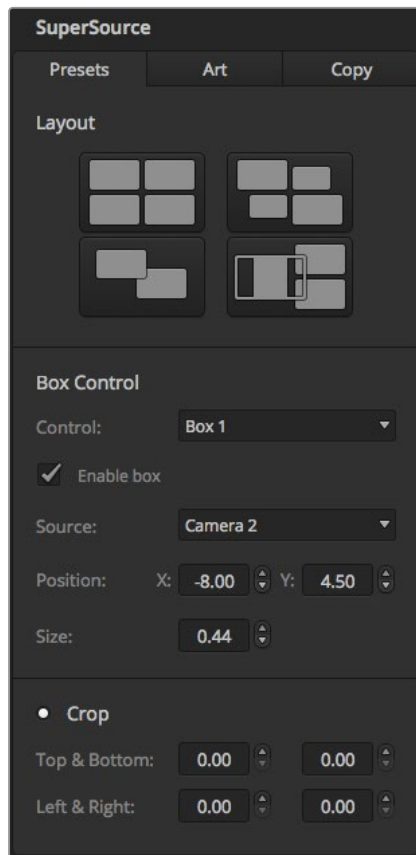 SuperSource
Presets Art Copy
Layout
Box Control
Control: Box 1
Enable box
Source: Camera 2
Position: X: -8.00 Y: 4.50
Size: 0.44
Crop
Top & Bottom: 0.00 0.00
Left & Right: 0.00 0.00